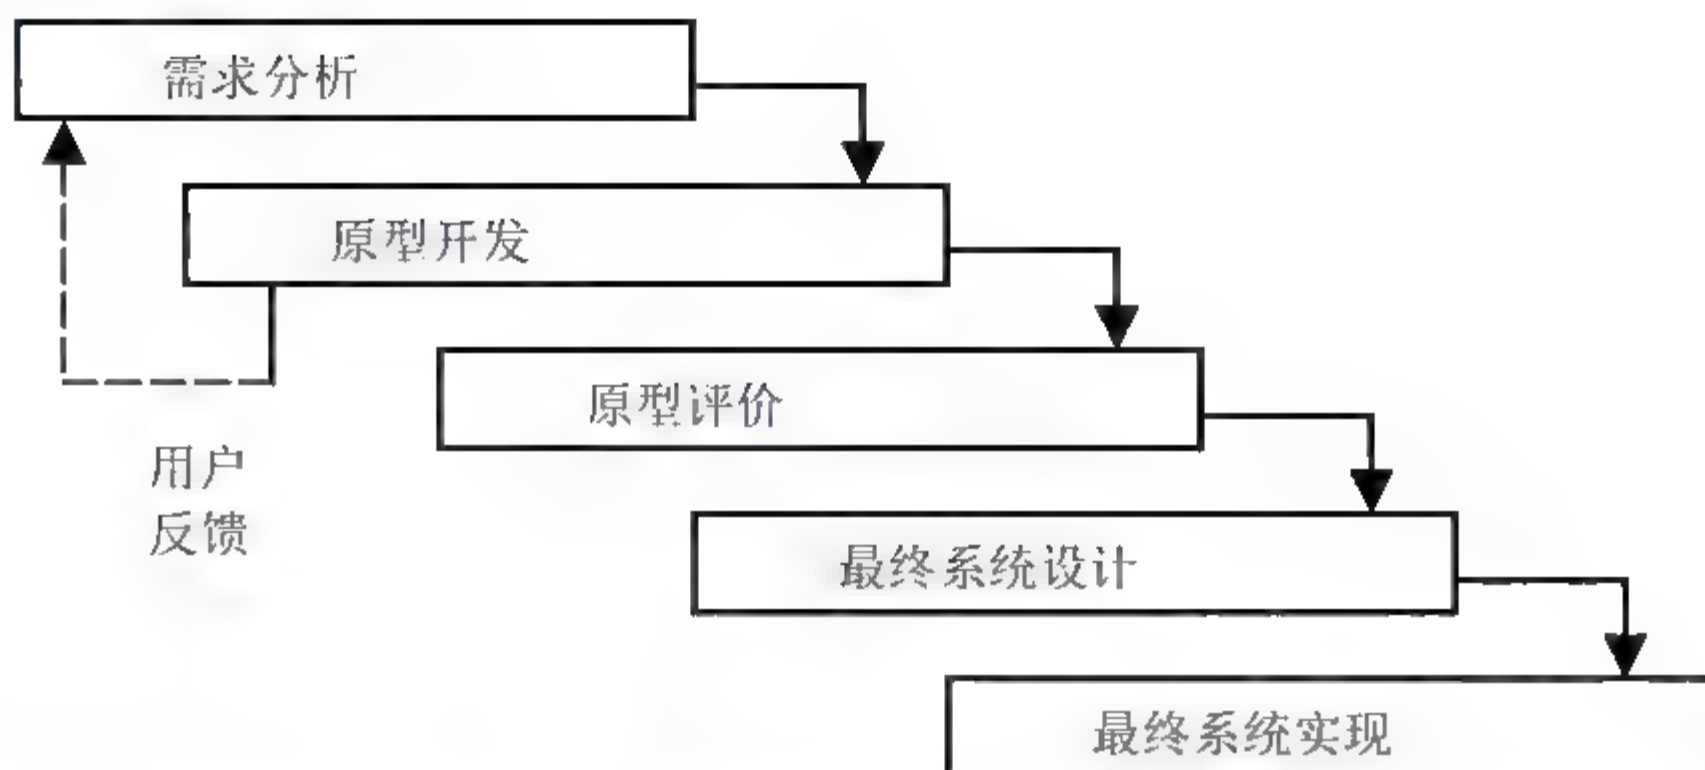 需求分析
原型开发
原型评价
用户
反馈
最终系统设计
最终系统实现